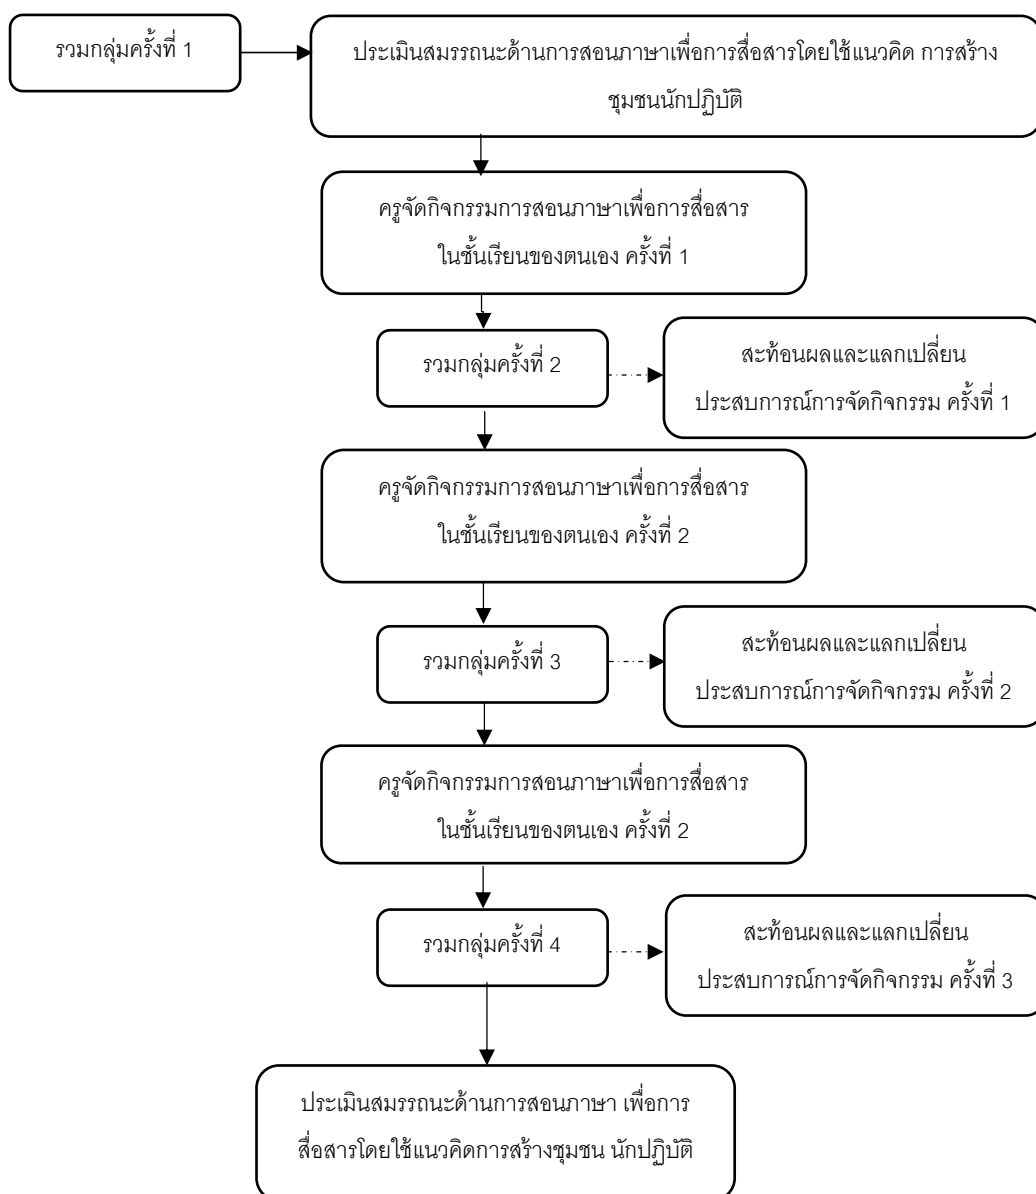 รวมกลุ่มครั้งที่ 1
ประเมินสมรรถนะด้านการสอนภาษาเพื่อการสื่อสารโดยใช้แนวคิด การสร้าง
ชุมชนนักปฏิบัติ
ครูจัดกิจกรรมการสอนภาษาเพื่อการสื่อสาร
ในชั้นเรียนของตนเอง ครั้งที่ 1
รวมกลุ่มครั้งที่ 2
สะท้อนผลและแลกเปลี่ยน
ประสบการณ์การจัดกิจกรรม ครั้งที่ 1
ครูจัดกิจกรรมการสอนภาษาเพื่อการสื่อสาร
ในชั้นเรียนของตนเอง ครั้งที่ 2
รวมกลุ่มครั้งที่ 3
สะท้อนผลและแลกเปลี่ยน
ประสบการณ์การจัดกิจกรรม ครั้งที่ 2
ครูจัดกิจกรรมการสอนภาษาเพื่อการสื่อสาร
ในชั้นเรียนของตนเอง ครั้งที่ 2
รวมกลุ่มครั้งที่ 4
สะท้อนผลและแลกเปลี่ยน
ประสบการณ์การจัดกิจกรรม ครั้งที่ 3
ประเมินสมรรถนะด้านการสอนภาษา เพื่อการ
สื่อสารโดยใช้แนวคิดการสร้างชุมชน นักปฏิบัติ